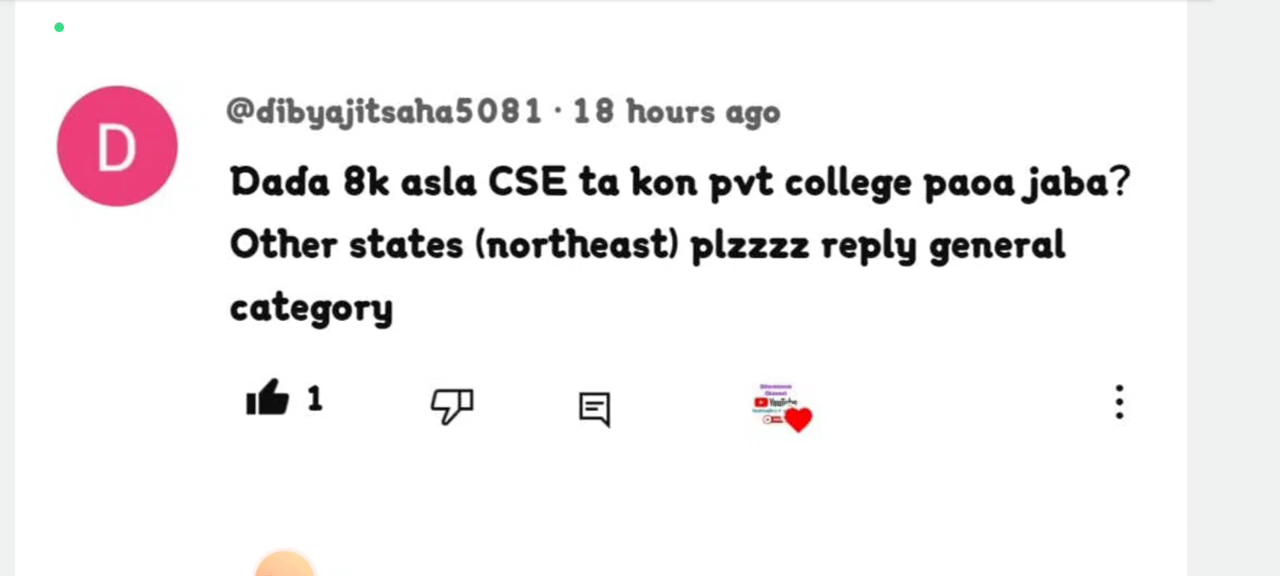 D
@dibyajitsaha5081 · 18 hours ago
Dada 8k asla CSE ta kon pvt college paoa jaba?
Other states (northeast) plzzzz reply general
category
1
YouTube